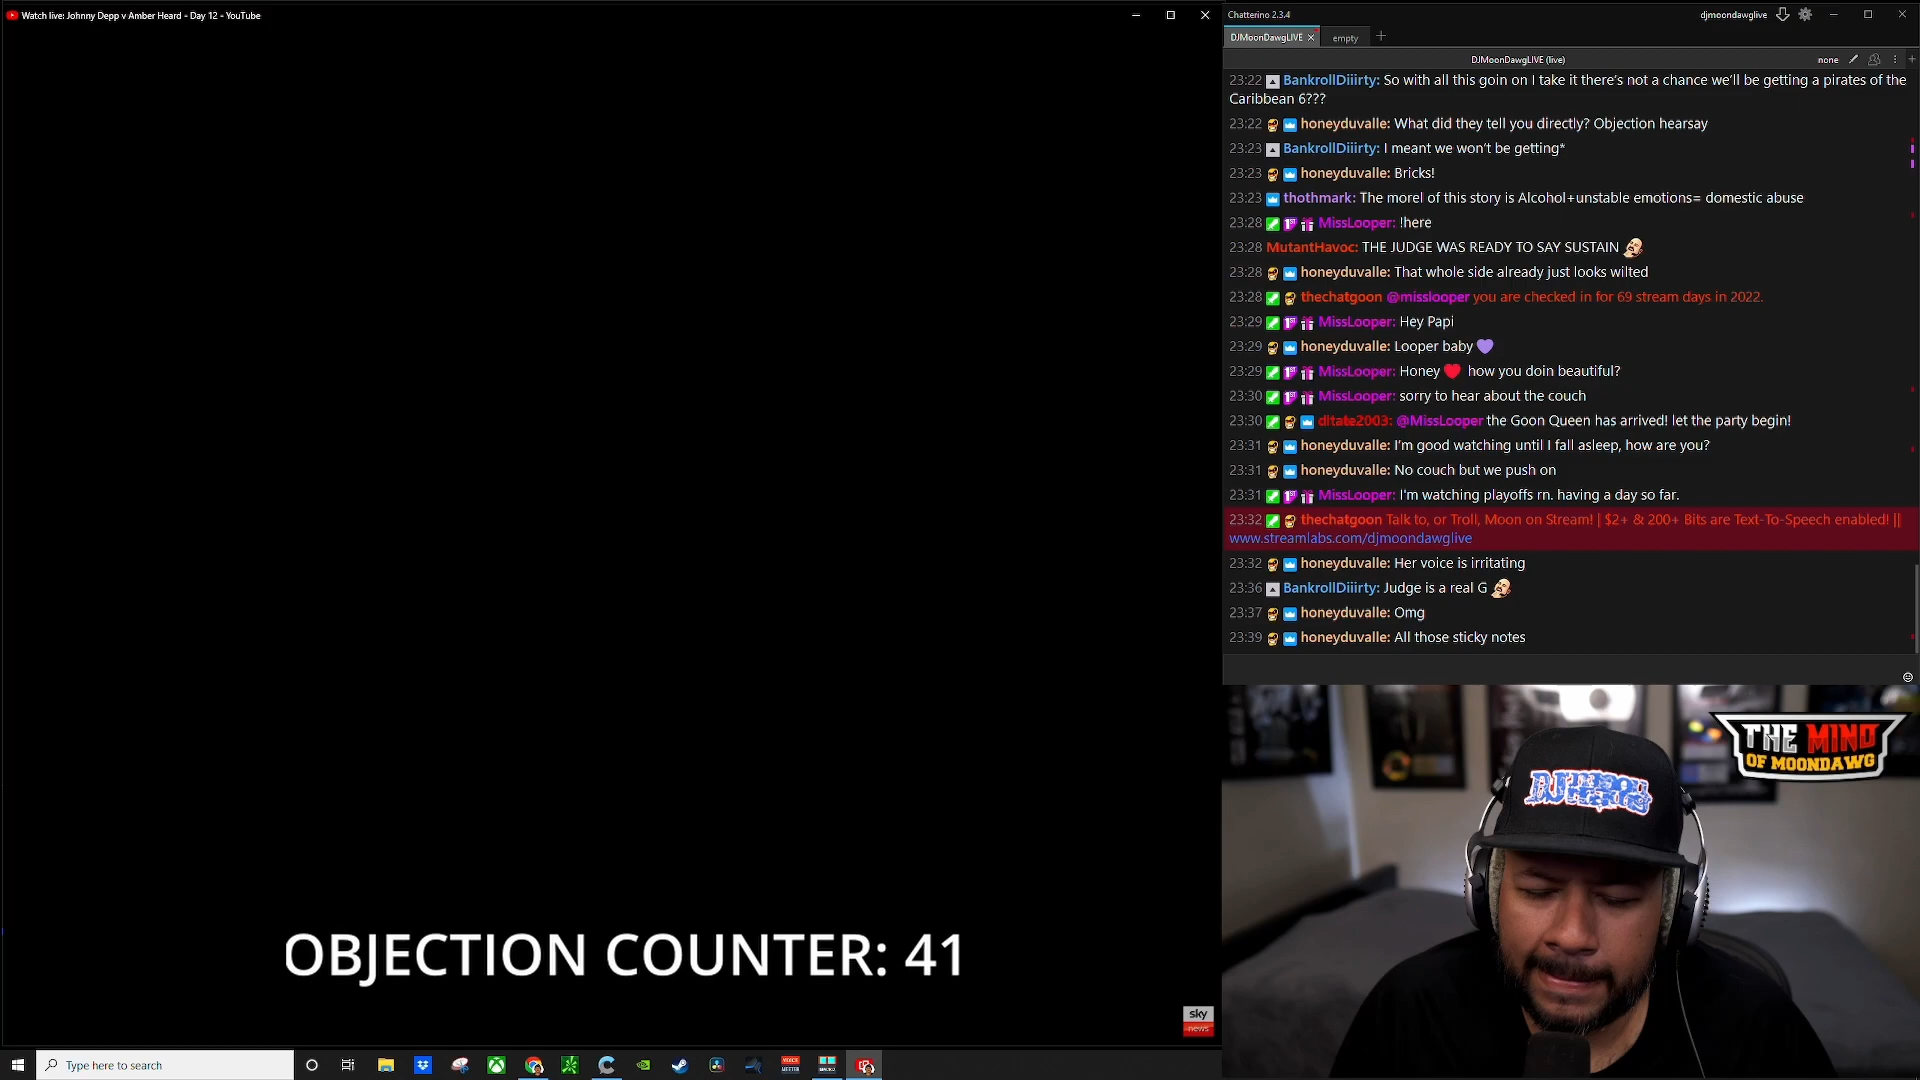 Watch live: Johnny Depp v Amber Heard - Day 12 - YouTube
Chatterino 2.3.4
djmoondawglive
DJMoonDawgLIVE
empty
DJMoonDawgLIVE (live)
none
23:22 BankrollDiiirty: So with all this goin on I take it there's not a chance we'll be getting a pirates of the
Caribbean 6???
23:22 honeyduvalle: What did they tell you directly? Objection hearsay
23:23 BankrollDiiirty: I meant we won't be getting*
23:23 honeyduvalle: Bricks!
23:23 thothmark: The morel of this story is Alcohol+unstable emotions= domestic abuse
23:28 1ST MissLooper: !here
23:28 MutantHavoc: THE JUDGE WAS READY TO SAY SUSTAIN
23:28 honeyduvalle: That whole side already just looks wilted
23:28 thechatgoon @misslooper you are checked in for 69 stream days in 2022.
23:29 1ST MissLooper: Hey Papi
23:29 honeyduvalle: Looper baby
23:29 1ST MissLooper: Honey how you doin beautiful?
23:30 1ST MissLooper: sorry to hear about the couch
23:30 ditate2003: @MissLooper the Goon Queen has arrived! let the party begin!
23:31 honeyduvalle: I'm good watching until I fall asleep, how are you?
23:31 honeyduvalle: No couch but we push on
23:31 1ST MissLooper: I'm watching playoffs rn. having a day so far.
23:32 thechatgoon Talk to, or Troll, Moon on Stream! | $2+ & 200+ Bits are Text-To-Speech enabled! ||
www.streamlabs.com/djmoondawglive
23:32 honeyduvalle: Her voice is irritating
23:36 BankrollDiiirty: Judge is a real G
23:37 honeyduvalle: Omg
23:39 honeyduvalle: All those sticky notes
THE MIND
OF MOONDAWG
OBJECTION COUNTER: 41
sky
news
Type here to search